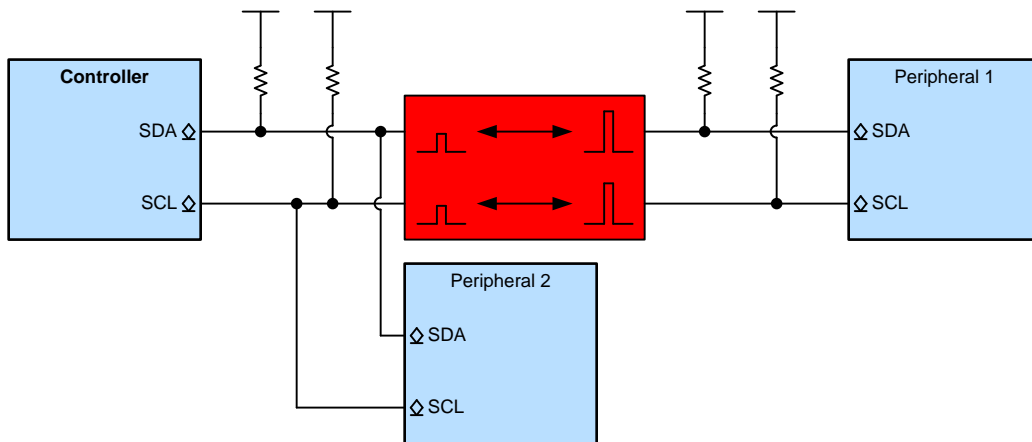 Controller
SDA
SCL
Peripheral 1
SDA
SCL
Peripheral 2
SDA
SCL